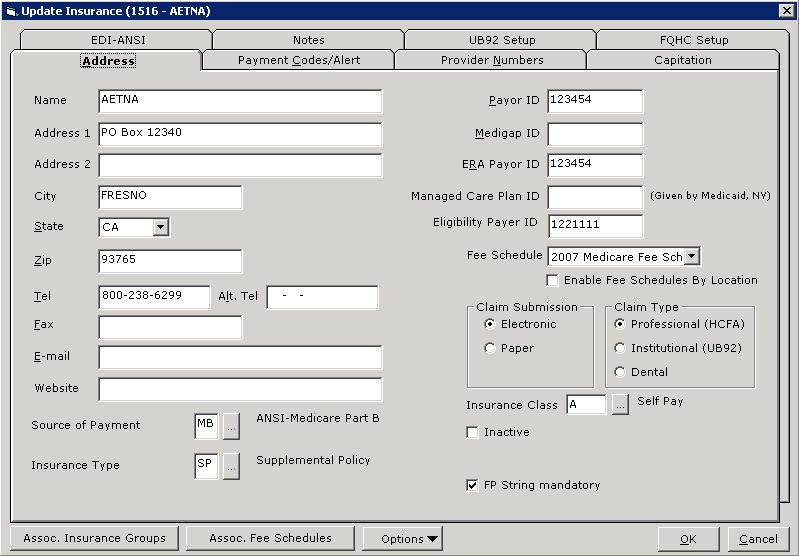 Update Insurance (1516 - AETNA)
EDI-ANSI Notes UB92 Setup FQHC Setup
Address Payment Codes/Alert Provider Numbers Capitation
Name AETNA
Address 1 PO Box 12340
Address 2
City FRESNO
State CA
Zip 93765
Tel 800-238-6299 Alt. Tel - -
Fax
E-mail
Website
Source of Payment MB ... ANSI-Medicare Part B
Insurance Type SP ... Supplemental Policy
Payor ID 123454
Medigap ID
ERA Payor ID 123454
Managed Care Plan ID (Given by Medicaid, NY)
Eligibility Payer ID 1221111
Fee Schedule 2007 Medicare Fee Sch
Enable Fee Schedules By Location
Claim Submission
Electronic
Paper
Claim Type
Professional (HCFA)
Institutional (UB92)
Dental
Insurance Class A ... Self Pay
Inactive
FP String mandatory
Assoc. Insurance Groups Assoc. Fee Schedules Options OK Cancel